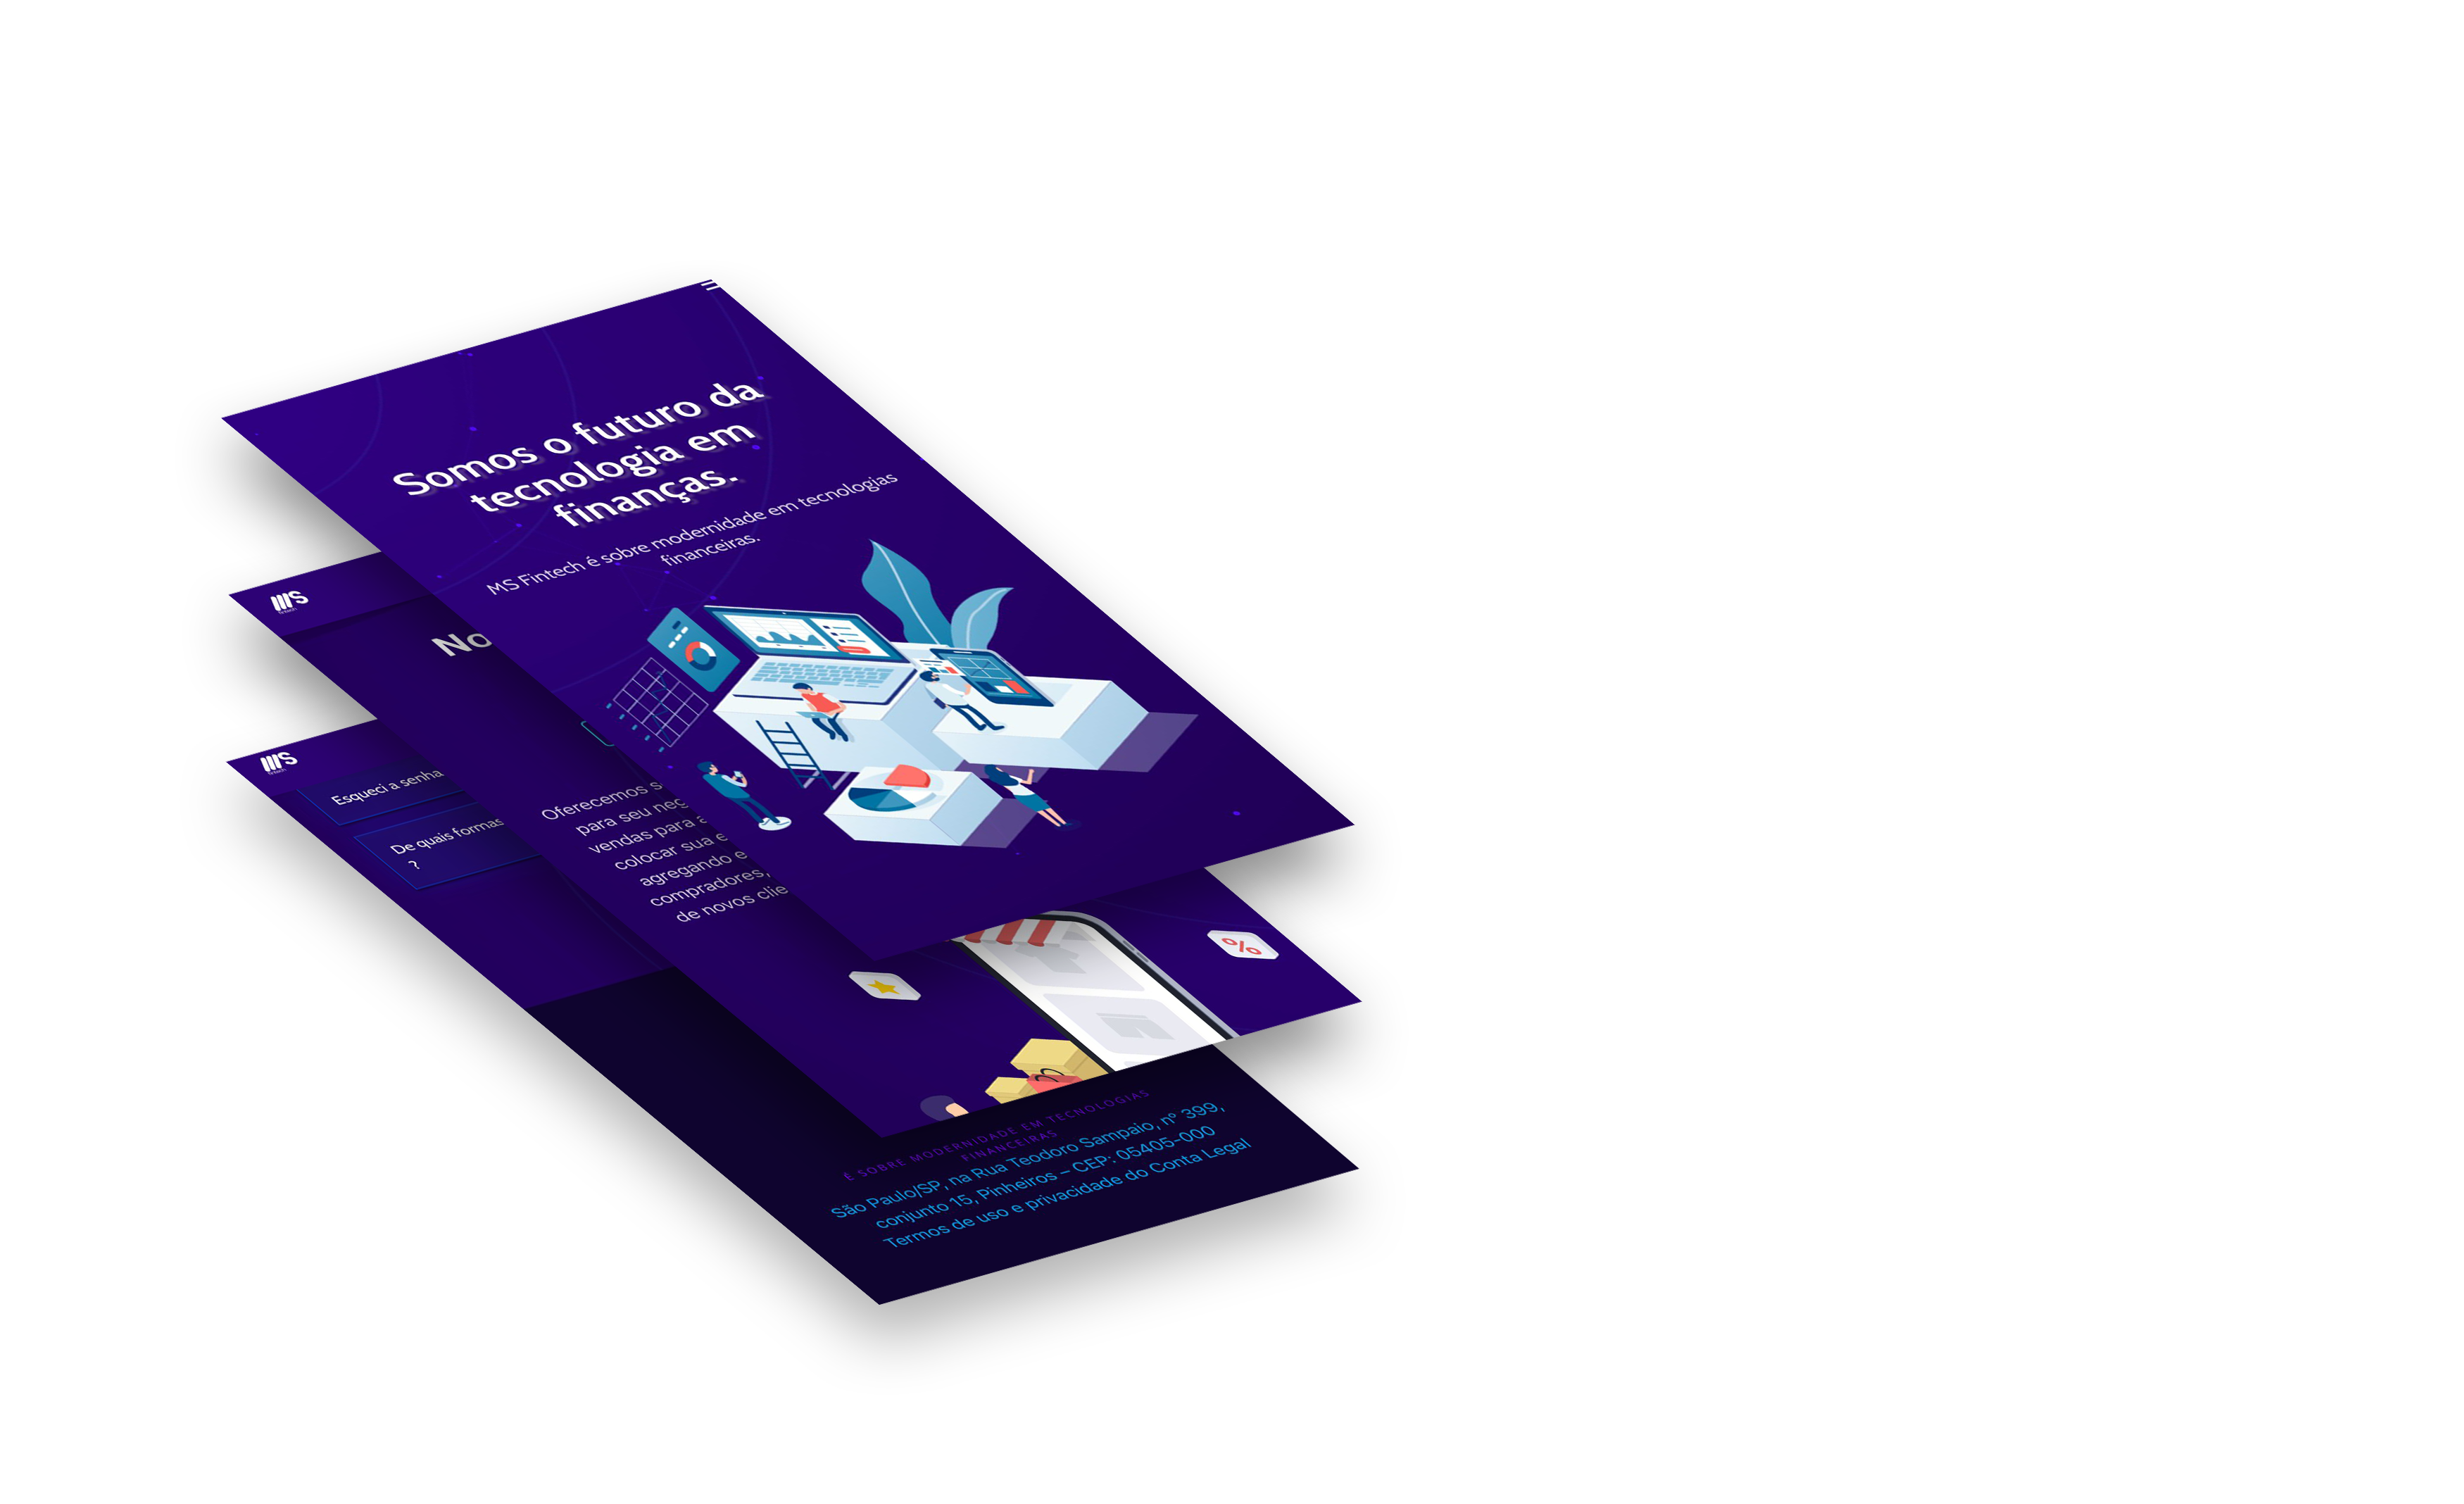 Somos o futuro da
tecnologia em
finanças.
MS Fintech é sobre modernidade em tecnologias
financeiras.
MS
fintech
Oferecemos
para seu
vendas para
colocar sua
agregando
compradores,
de novos
%
MS
fintech
Esqueci a senha
De quais formas
?
É SOBRE MODERNIDADE EM TECNOLOGIAS
FINANCEIRAS
São Paulo/SP, na Rua Teodoro Sampaio, nº 399,
conjunto 15, Pinheiros – CEP: 05405-000
Termos de uso e privacidade do Conta Legal